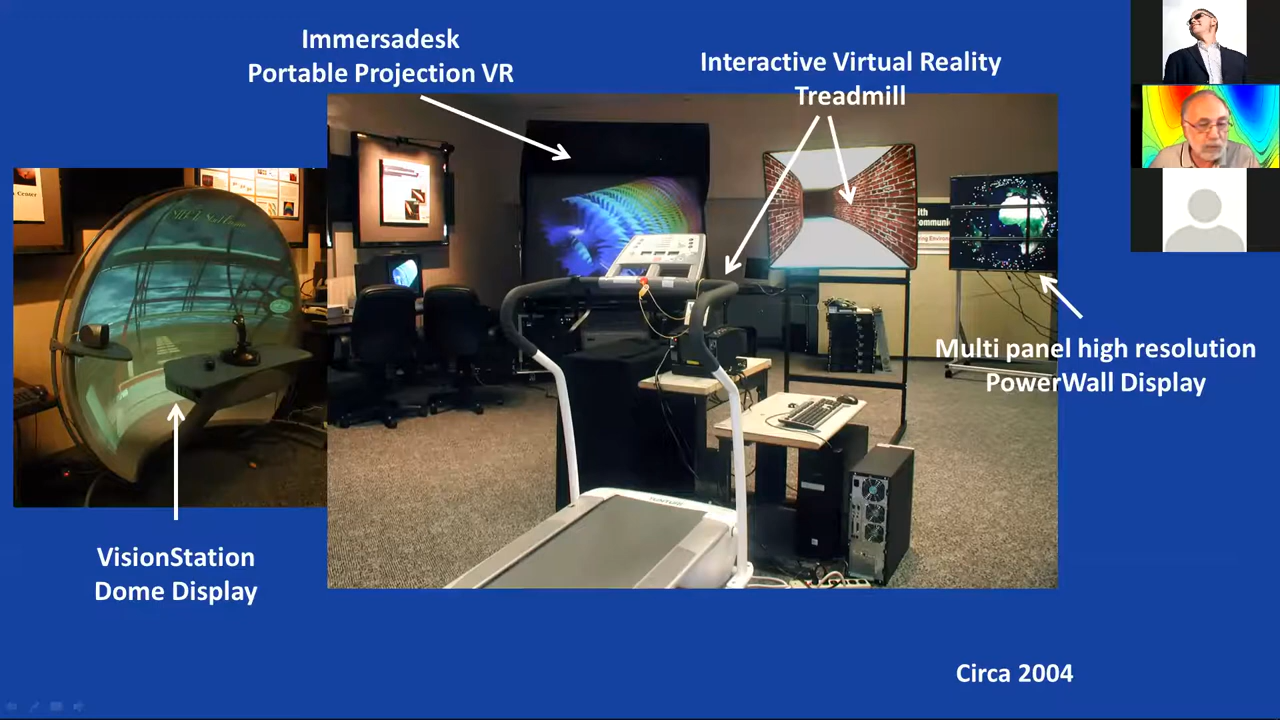 Immersadesk
Portable Projection VR
Interactive Virtual Reality
Treadmill
Multi panel high resolution
PowerWall Display
VisionStation
Dome Display
Circa 2004